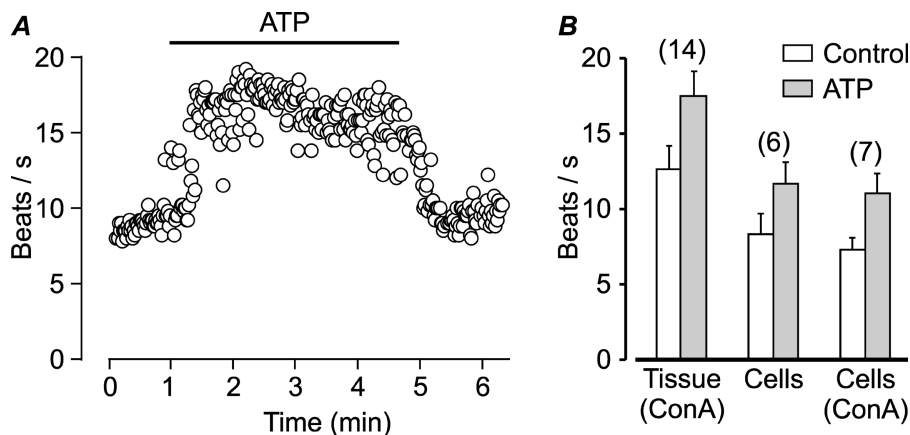 A
ATP
20
15
10
5
0
Beats / s
0 1 2 3 4 5 6
Time (min)
B
Control
ATP
20
15
10
5
0
Beats / s
(14)
(6)
(7)
Tissue
(ConA)
Cells
Cells
(ConA)